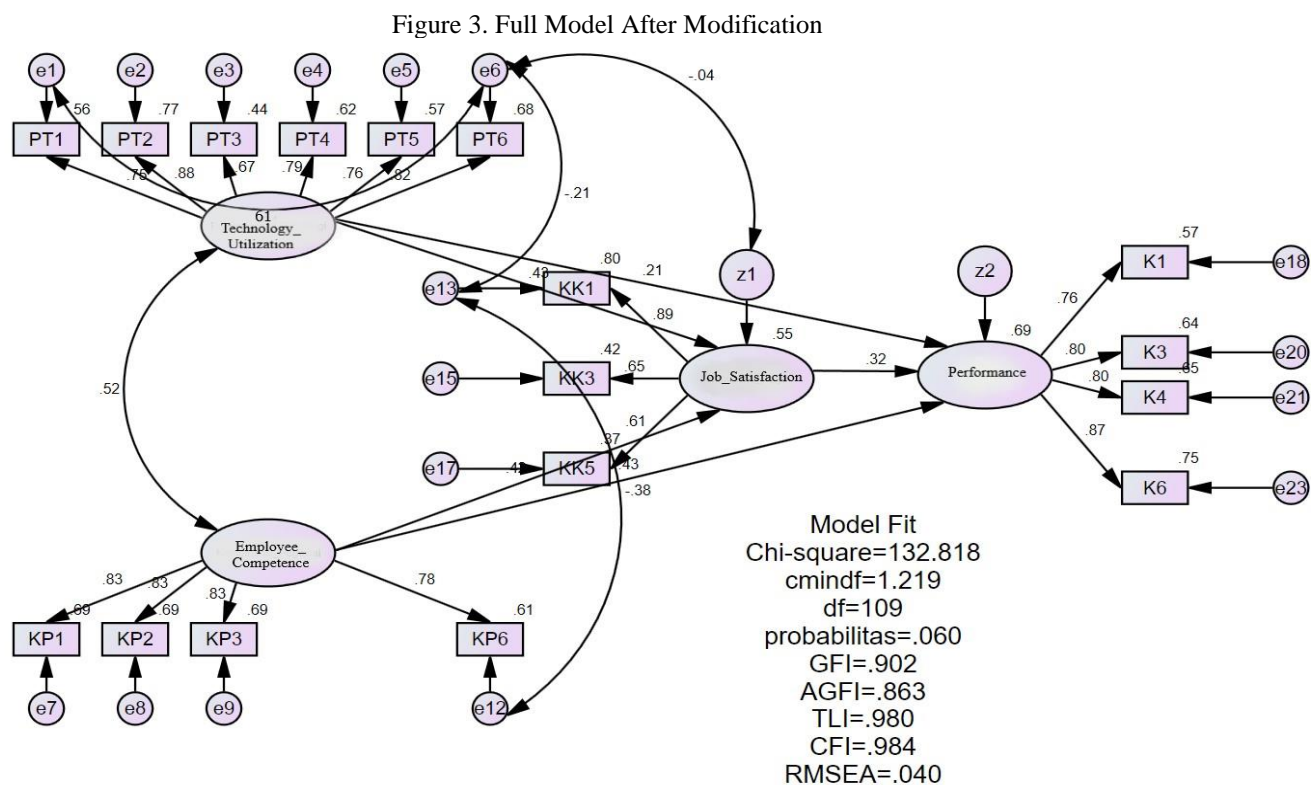 Figure 3. Full Model After Modification
e1 e2 e3 e4 e5 e6
-.04
.56 .77 .44 .62 .57 .68
PT1 PT2 PT3 PT4 PT5 PT6
.75 .88 .67 .79 .76 .82
-.21
61
Technology_
Utilization
.57
K1
e18
.80
.43
.21
e13
KK1
z1
z2
.76
.89
.55
.69
.64
K3
e20
.42
.65
e15
KK3
Job_Satisfaction
.32
Performance
.80
.80
.65
K4
e21
.52
.61
.37
.87
e17
.42
KK5
.43
-.38
.75
K6
e23
Employee_
Competence
.83 .83 .83 .78
.69 .69 .69 .61
KP1 KP2 KP3 KP6
e7 e8 e9 e12
Model Fit
Chi-square=132.818
cmindf=1.219
df=109
probabilitas=.060
GFI=.902
AGFI=.863
TLI=.980
CFI=.984
RMSEA=.040